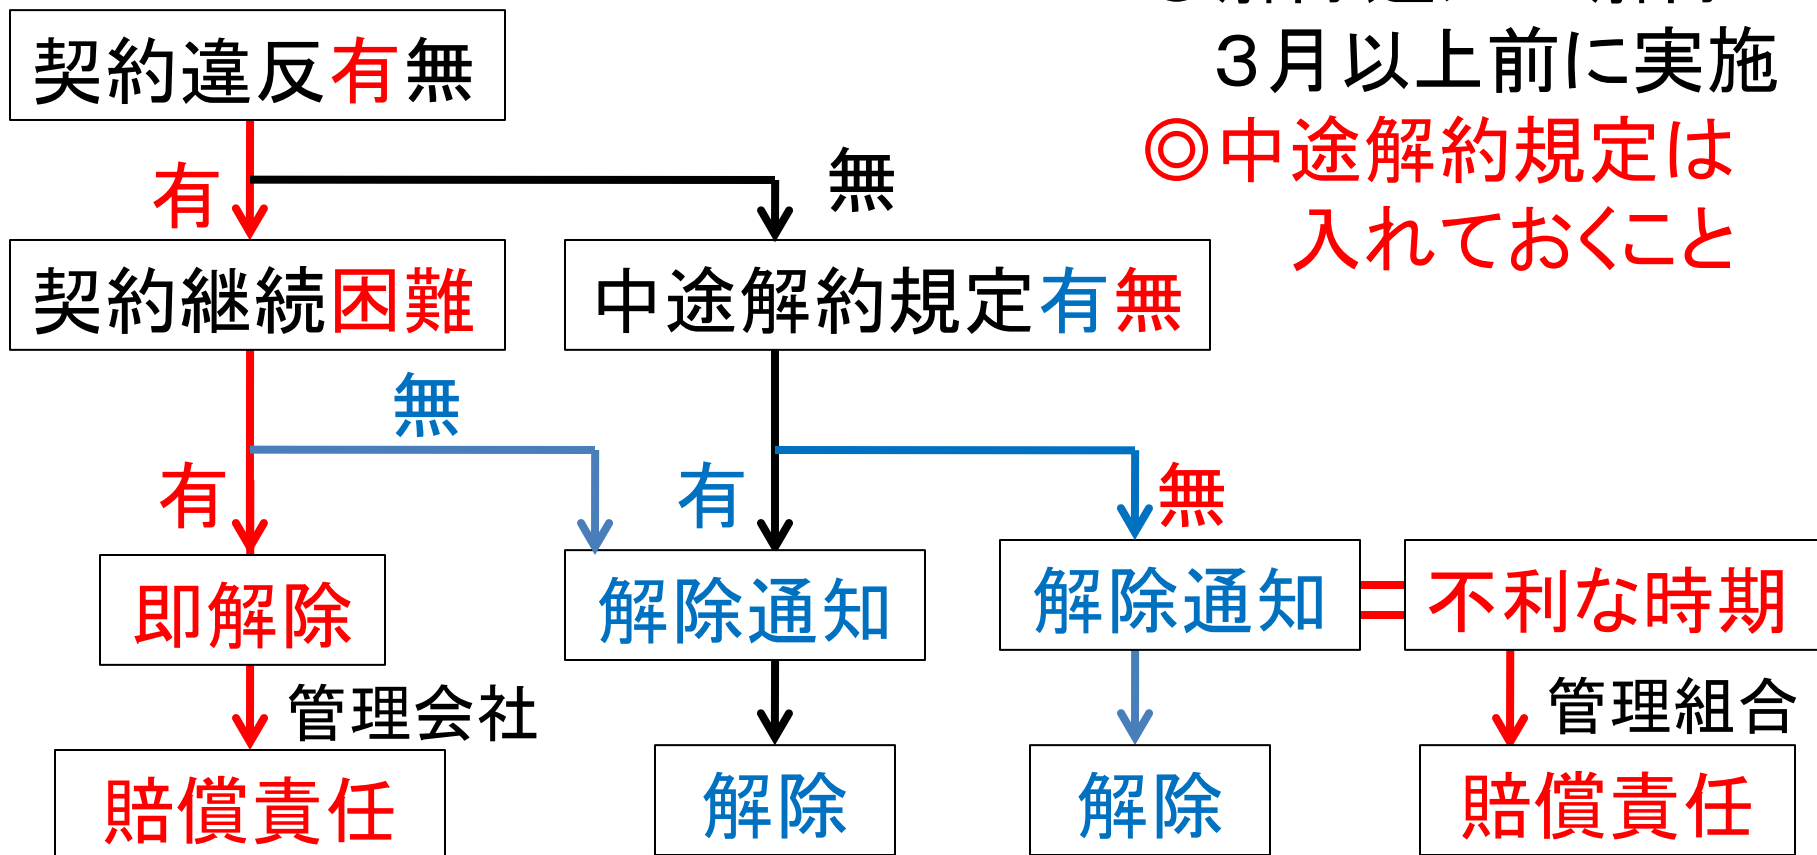 契約違反有無
３月以上前に実施
◎中途解約規定は
入れておくこと
有
無
契約継続困難
中途解約規定有無
無
有
有
無
即解除
解除通知
解除通知
不利な時期
管理会社
管理組合
賠償責任
解除
解除
賠償責任